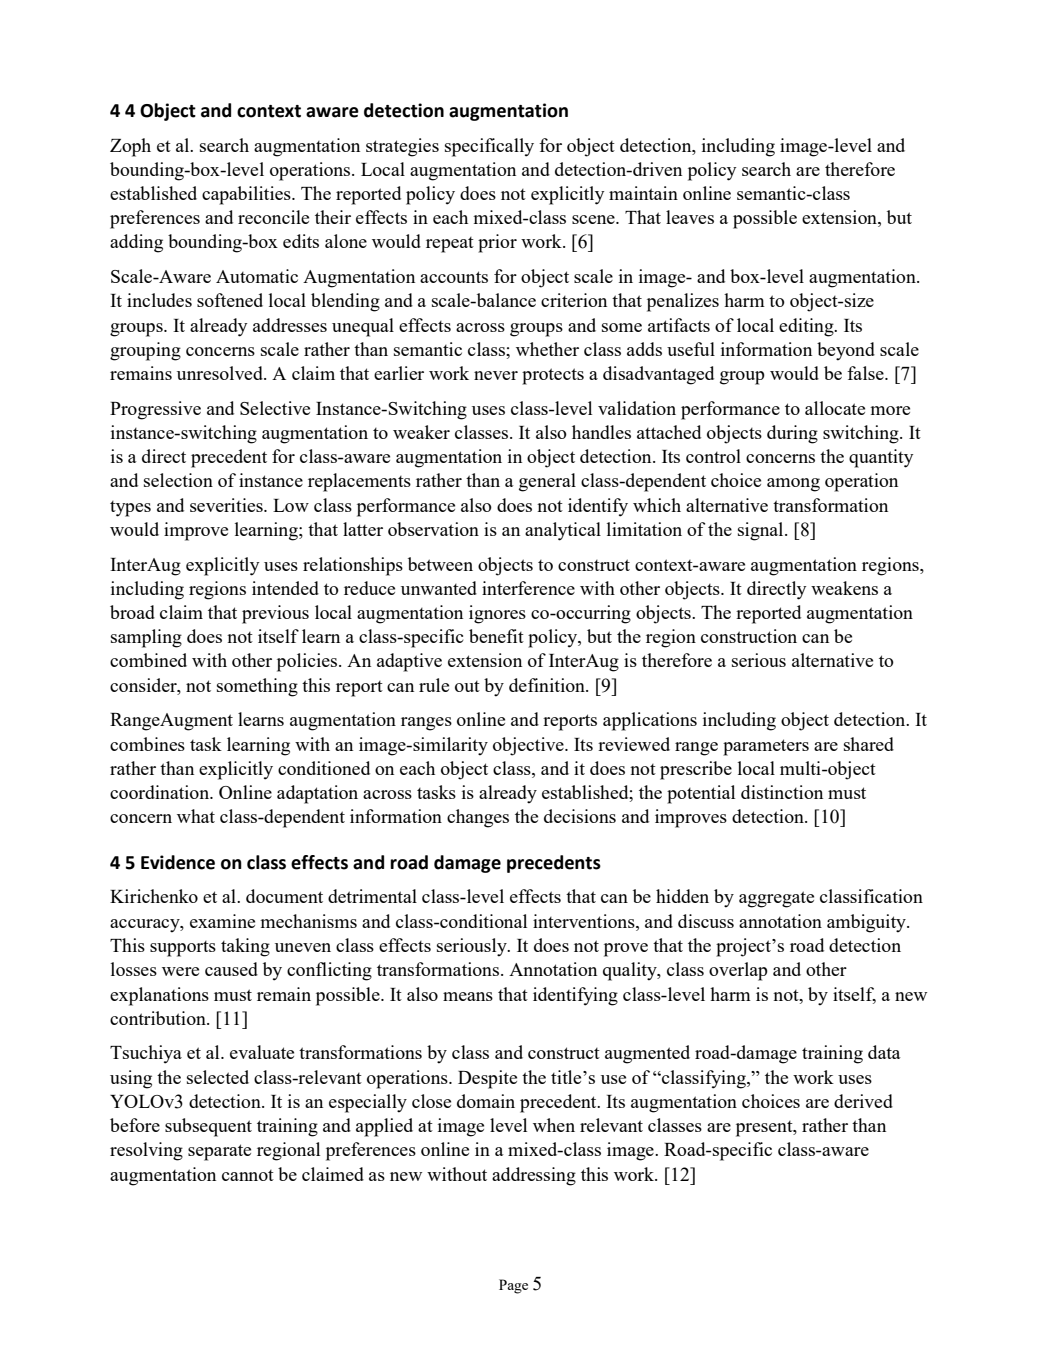 4 4 Object and context aware detection augmentation
Zoph et al. search augmentation strategies specifically for object detection, including image-level and
bounding-box-level operations. Local augmentation and detection-driven policy search are therefore
established capabilities. The reported policy does not explicitly maintain online semantic-class
preferences and reconcile their effects in each mixed-class scene. That leaves a possible extension, but
adding bounding-box edits alone would repeat prior work. [6]
Scale-Aware Automatic Augmentation accounts for object scale in image- and box-level augmentation.
It includes softened local blending and a scale-balance criterion that penalizes harm to object-size
groups. It already addresses unequal effects across groups and some artifacts of local editing. Its
grouping concerns scale rather than semantic class; whether class adds useful information beyond scale
remains unresolved. A claim that earlier work never protects a disadvantaged group would be false. [7]
Progressive and Selective Instance-Switching uses class-level validation performance to allocate more
instance-switching augmentation to weaker classes. It also handles attached objects during switching. It
is a direct precedent for class-aware augmentation in object detection. Its control concerns the quantity
and selection of instance replacements rather than a general class-dependent choice among operation
types and severities. Low class performance also does not identify which alternative transformation
would improve learning; that latter observation is an analytical limitation of the signal. [8]
InterAug explicitly uses relationships between objects to construct context-aware augmentation regions,
including regions intended to reduce unwanted interference with other objects. It directly weakens a
broad claim that previous local augmentation ignores co-occurring objects. The reported augmentation
sampling does not itself learn a class-specific benefit policy, but the region construction can be
combined with other policies. An adaptive extension of InterAug is therefore a serious alternative to
consider, not something this report can rule out by definition. [9]
RangeAugment learns augmentation ranges online and reports applications including object detection. It
combines task learning with an image-similarity objective. Its reviewed range parameters are shared
rather than explicitly conditioned on each object class, and it does not prescribe local multi-object
coordination. Online adaptation across tasks is already established; the potential distinction must
concern what class-dependent information changes the decisions and improves detection. [10]
4 5 Evidence on class effects and road damage precedents
Kirichenko et al. document detrimental class-level effects that can be hidden by aggregate classification
accuracy, examine mechanisms and class-conditional interventions, and discuss annotation ambiguity.
This supports taking uneven class effects seriously. It does not prove that the project’s road detection
losses were caused by conflicting transformations. Annotation quality, class overlap and other
explanations must remain possible. It also means that identifying class-level harm is not, by itself, a new
contribution. [11]
Tsuchiya et al. evaluate transformations by class and construct augmented road-damage training data
using the selected class-relevant operations. Despite the title’s use of “classifying,” the work uses
YOLOv3 detection. It is an especially close domain precedent. Its augmentation choices are derived
before subsequent training and applied at image level when relevant classes are present, rather than
resolving separate regional preferences online in a mixed-class image. Road-specific class-aware
augmentation cannot be claimed as new without addressing this work. [12]
Page 5